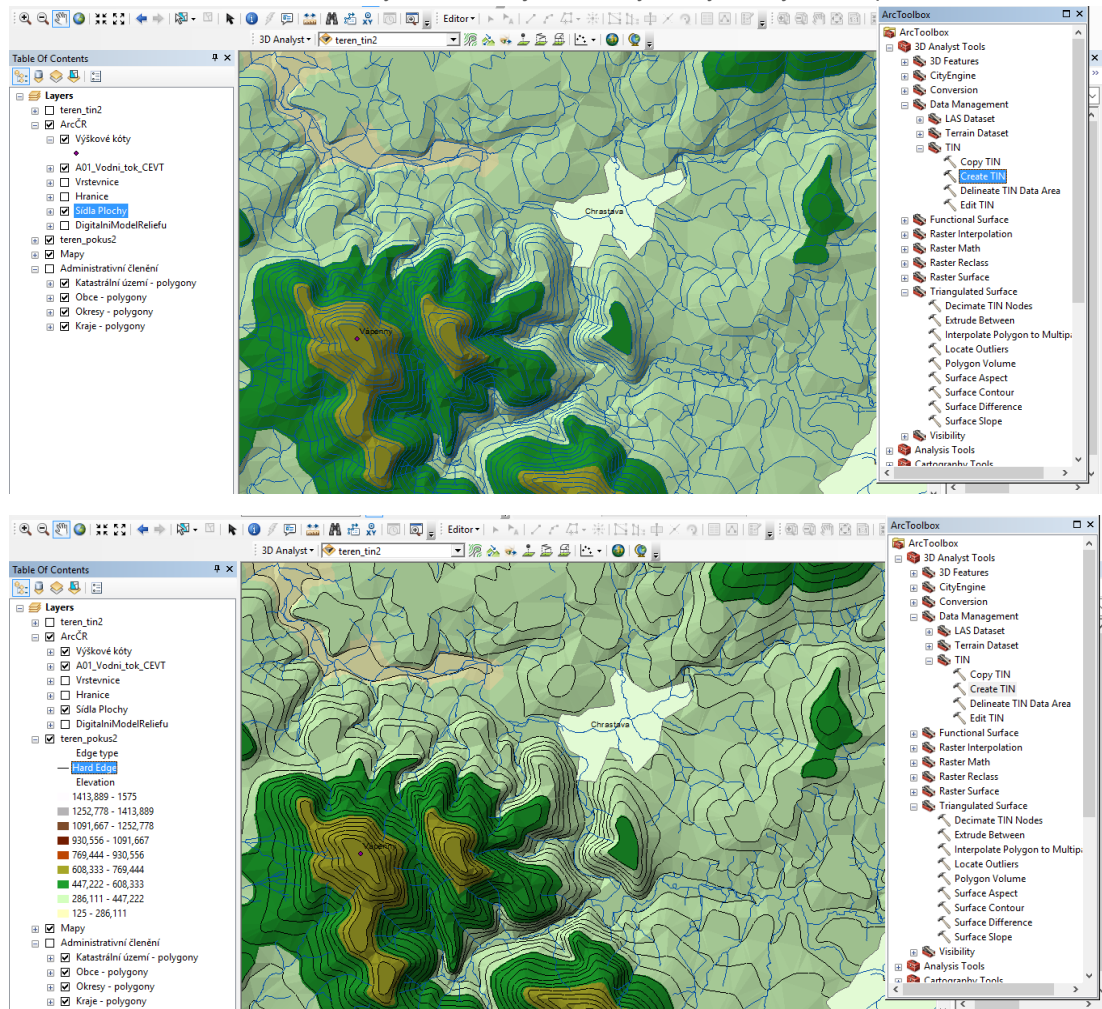 Editor
ArcToolbox
3D Analyst
teren_tin2
Table Of Contents
Layers
teren_tin2
ArcČR
Výškové kóty
A01_Vodni_tok_CEVT
Vrstevnice
Hranice
Sídla Plochy
DigitalniModelReliefu
teren_pokus2
Mapy
Administrativní členění
Katastrální území - polygony
Obce - polygony
Okresy - polygony
Kraje - polygony
Chrastava
Vápenný
ArcToolbox
3D Analyst Tools
3D Features
CityEngine
Conversion
Data Management
LAS Dataset
Terrain Dataset
TIN
Copy TIN
Create TIN
Delineate TIN Data Area
Edit TIN
Functional Surface
Raster Interpolation
Raster Math
Raster Reclass
Raster Surface
Triangulated Surface
Decimate TIN Nodes
Extrude Between
Interpolate Polygon to Multipa
Locate Outliers
Polygon Volume
Surface Aspect
Surface Contour
Surface Difference
Surface Slope
Visibility
Analysis Tools
Cartography Tools
Editor
ArcToolbox
3D Analyst
teren_tin2
Table Of Contents
Layers
teren_tin2
ArcČR
Výškové kóty
A01_Vodni_tok_CEVT
Vrstevnice
Hranice
Sídla Plochy
DigitalniModelReliefu
teren_pokus2
Edge type
Hard Edge
Elevation
1413,889 - 1575
1252,778 - 1413,889
1091,667 - 1252,778
930,556 - 1091,667
769,444 - 930,556
608,333 - 769,444
447,222 - 608,333
286,111 - 447,222
125 - 286,111
Mapy
Administrativní členění
Katastrální území - polygony
Obce - polygony
Okresy - polygony
Kraje - polygony
Chrastava
Vápenný
ArcToolbox
3D Analyst Tools
3D Features
CityEngine
Conversion
Data Management
LAS Dataset
Terrain Dataset
TIN
Copy TIN
Create TIN
Delineate TIN Data Area
Edit TIN
Functional Surface
Raster Interpolation
Raster Math
Raster Reclass
Raster Surface
Triangulated Surface
Decimate TIN Nodes
Extrude Between
Interpolate Polygon to Multipa
Locate Outliers
Polygon Volume
Surface Aspect
Surface Contour
Surface Difference
Surface Slope
Visibility
Analysis Tools
Cartography Tools